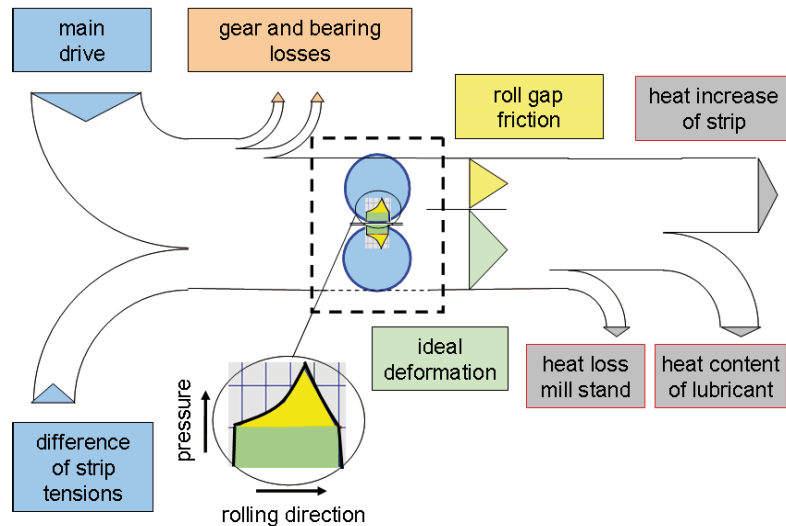 main
drive
gear and bearing
losses
roll gap
friction
heat increase
of strip
ideal
deformation
heat loss
mill stand
heat content
of lubricant
difference
of strip
tensions
pressure
rolling direction